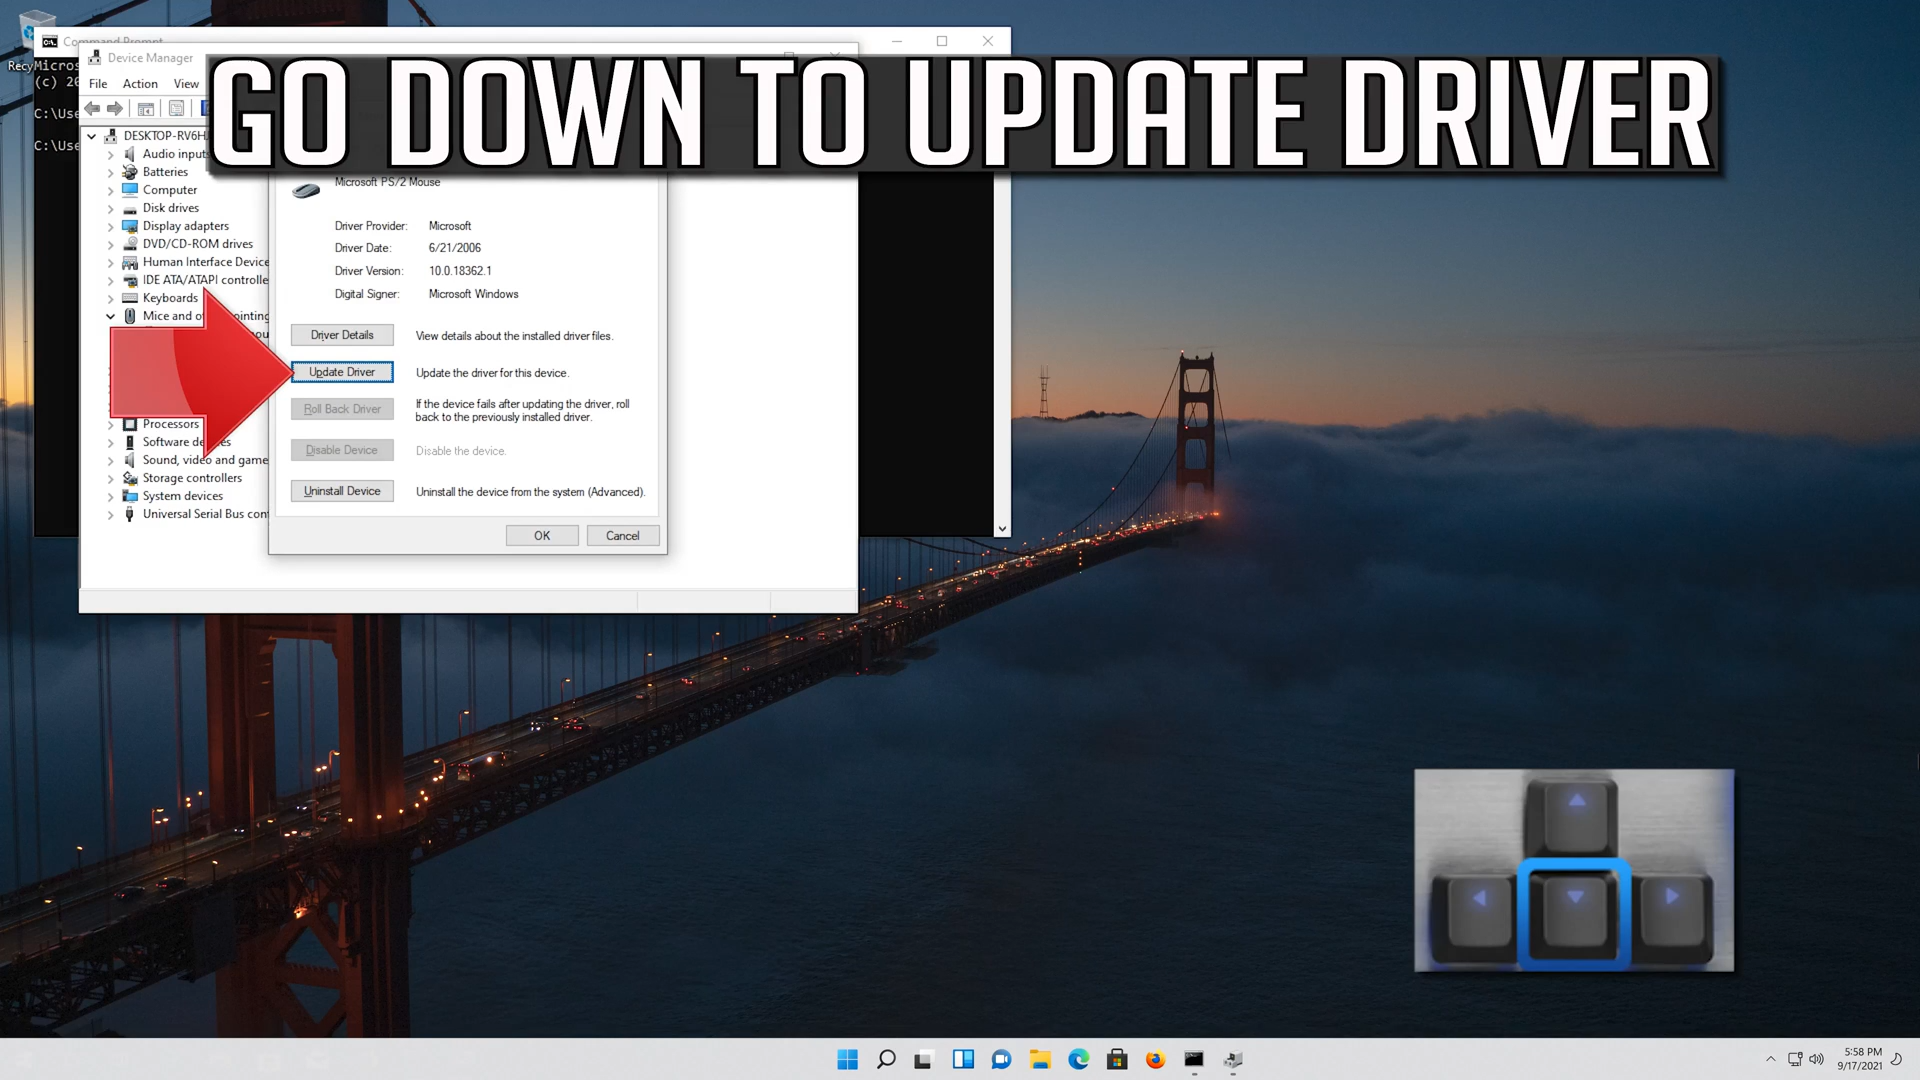 Command Prompt
Device Manager
GO DOWN TO UPDATE DRIVER
Micros
(c) 20
C:\Use
C:\Use
File Action View
DESKTOP-RV6H
Audio input
Batteries
Computer
Disk drives
Display adapters
DVD/CD-ROM drives
Human Interface Device
IDE ATA/ATAPI controlle
Keyboards
Mice and o pointing
ou
Processors
Software de es
Sound, video and game
Storage controllers
System devices
Universal Serial Bus con
Microsoft PS/2 Mouse
Driver Provider: Microsoft
Driver Date: 6/21/2006
Driver Version: 10.0.18362.1
Digital Signer: Microsoft Windows
Driver Details View details about the installed driver files.
Update Driver Update the driver for this device.
Roll Back Driver If the device fails after updating the driver, roll
back to the previously installed driver.
Disable Device Disable the device.
Uninstall Device Uninstall the device from the system (Advanced).
OK Cancel
Recy
5:58 PM
9/17/2021